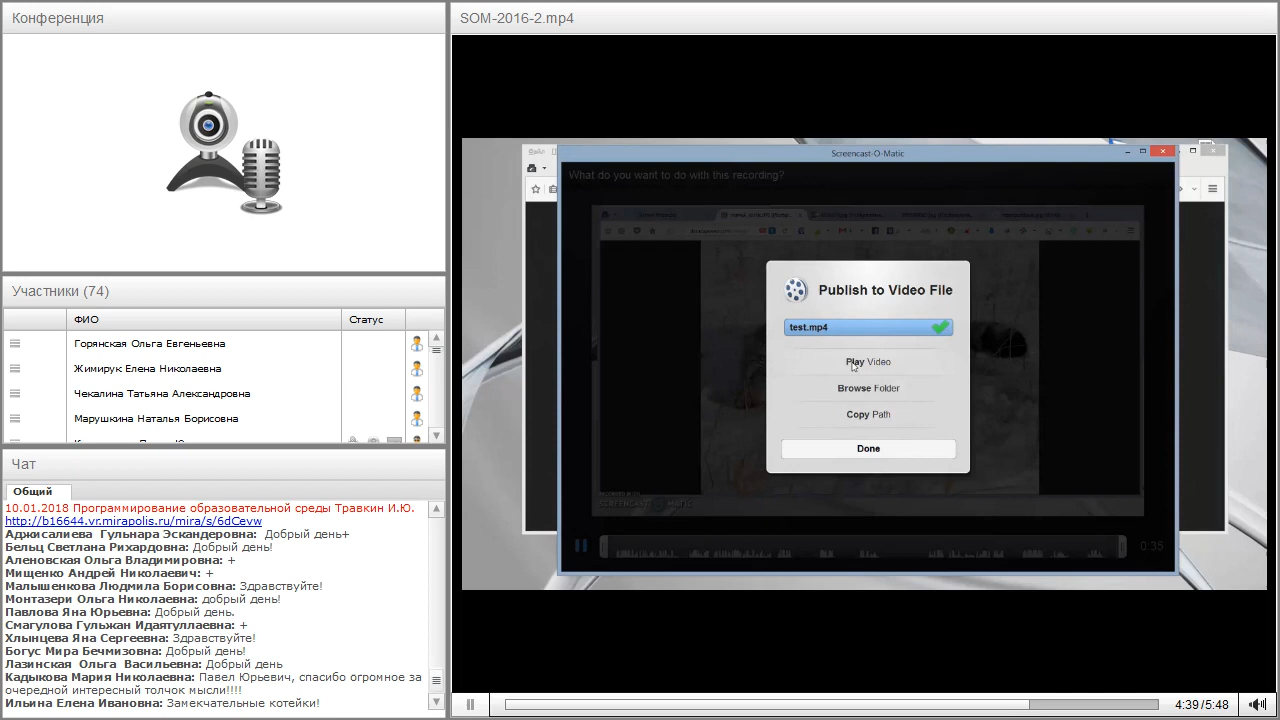 Конференция
Участники (74)
ФИО
Статус
Горянская Ольга Евгеньевна
Жимирук Елена Николаевна
Чекалина Татьяна Александровна
Марушкина Наталья Борисовна
Чат
Общий
10.01.2018 Программирование образовательной среды Травкин И.Ю.
http://b16644.vr.mirapolis.ru/mira/s/6dCevw
Аджисалиева Гульнара Эскандеровна: Добрый день+
Бельц Светлана Рихардовна: Добрый день!
Аленовская Ольга Владимировна: +
Мищенко Андрей Николаевич: +
Малышенкова Людмила Борисовна: Здравствуйте!
Монтазери Ольга Николаевна: добрый день!
Павлова Яна Юрьевна: Добрый день.
Смагулова Гульжан Идаятуллаевна: +
Хлынцева Яна Сергеевна: Здравствуйте!
Богус Мира Бечмизовна: Добрый день!
Лазинская Ольга Васильевна: Добрый день
Кадыкова Мария Николаевна: Павел Юрьевич, спасибо огромное за
очередной интересный толчок мысли!!!!
Ильина Елена Ивановна: Замекчательные котейки!
SOM-2016-2.mp4
Файл
Screencast-O-Matic
What do you want to do with this recording?
Publish to Video File
test.mp4
Play Video
Browse Folder
Copy Path
Done
RECORDED WITH
SCREENCAST MATIC
0:35
4:39/5:48